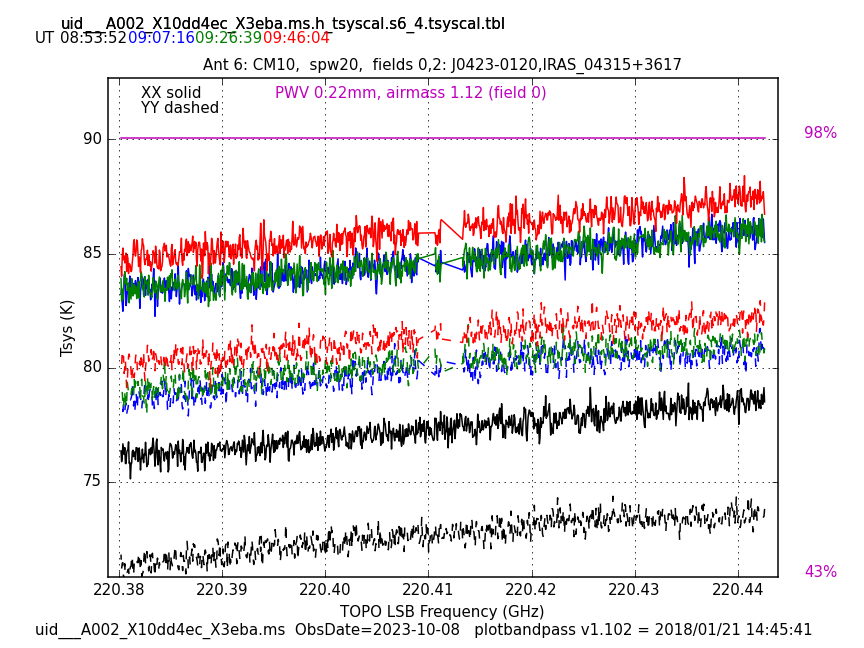 uid___A002_X10dd4ec_X3eba.ms.h_tsyscal.s6_4.tsyscal.tbl
UT 08:53:52 09:07:16 09:26:39 09:46:04
Ant 6: CM10,  spw20,  fields 0,2: J0423-0120,IRAS_04315+3617
XX solid
PWV 0.22mm, airmass 1.12 (field 0)
YY dashed
98%
90
85
80
75
Tsys (K)
43%
220.38 220.39 220.40 220.41 220.42 220.43 220.44
TOPO LSB Frequency (GHz)
uid___A002_X10dd4ec_X3eba.ms  ObsDate=2023-10-08   plotbandpass v1.102 = 2018/01/21 14:45:41